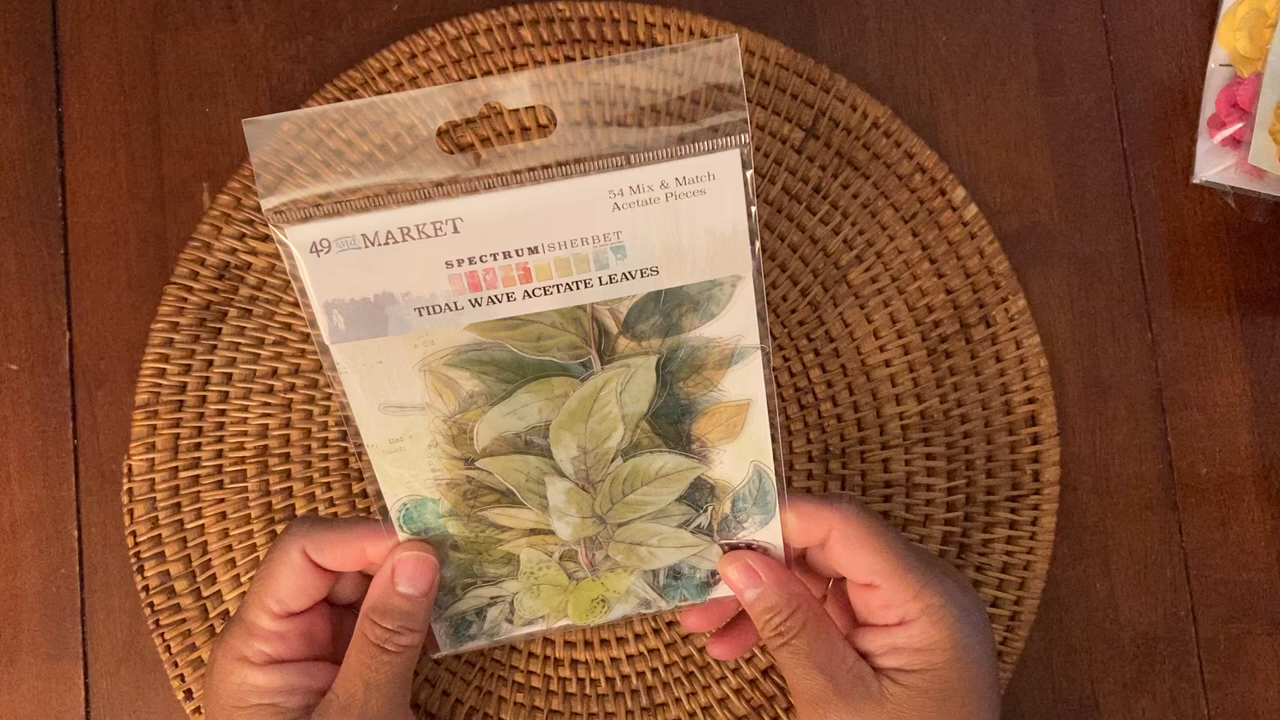 54 Mix & Match
Acetate Pieces
49 and MARKET
SPECTRUM|SHERBET
TIDAL WAVE ACETATE LEAVES